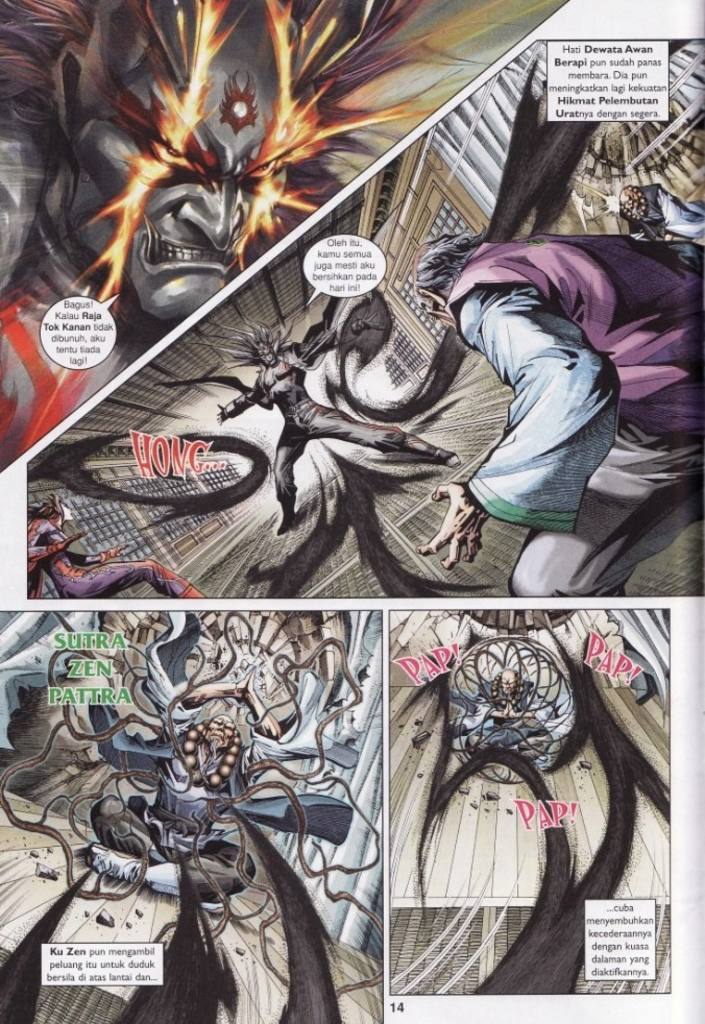 Bagus!
Kalau Raja
Tok Kanan tidak
dibunuh, aku
tentu tiada
lagi!
Hati Dewata Awan
Berapi pun sudah panas
membara. Dia pun
meningkatkan lagi kekuatan
Hikmat Pelembutan
Uratnya dengan segera.
Oleh itu,
kamu semua
juga mesti aku
bersihkan pada
hari ini!
HONG...
SUTRA
ZEN
PATTRA
Ku Zen pun mengambil
peluang itu untuk duduk
bersila di atas lantai dan...
PAP!
PAP!
PAP!
...cuba
menyembuhkan
kecederaannya
dengan kuasa
dalaman yang
diaktifkannya.
14